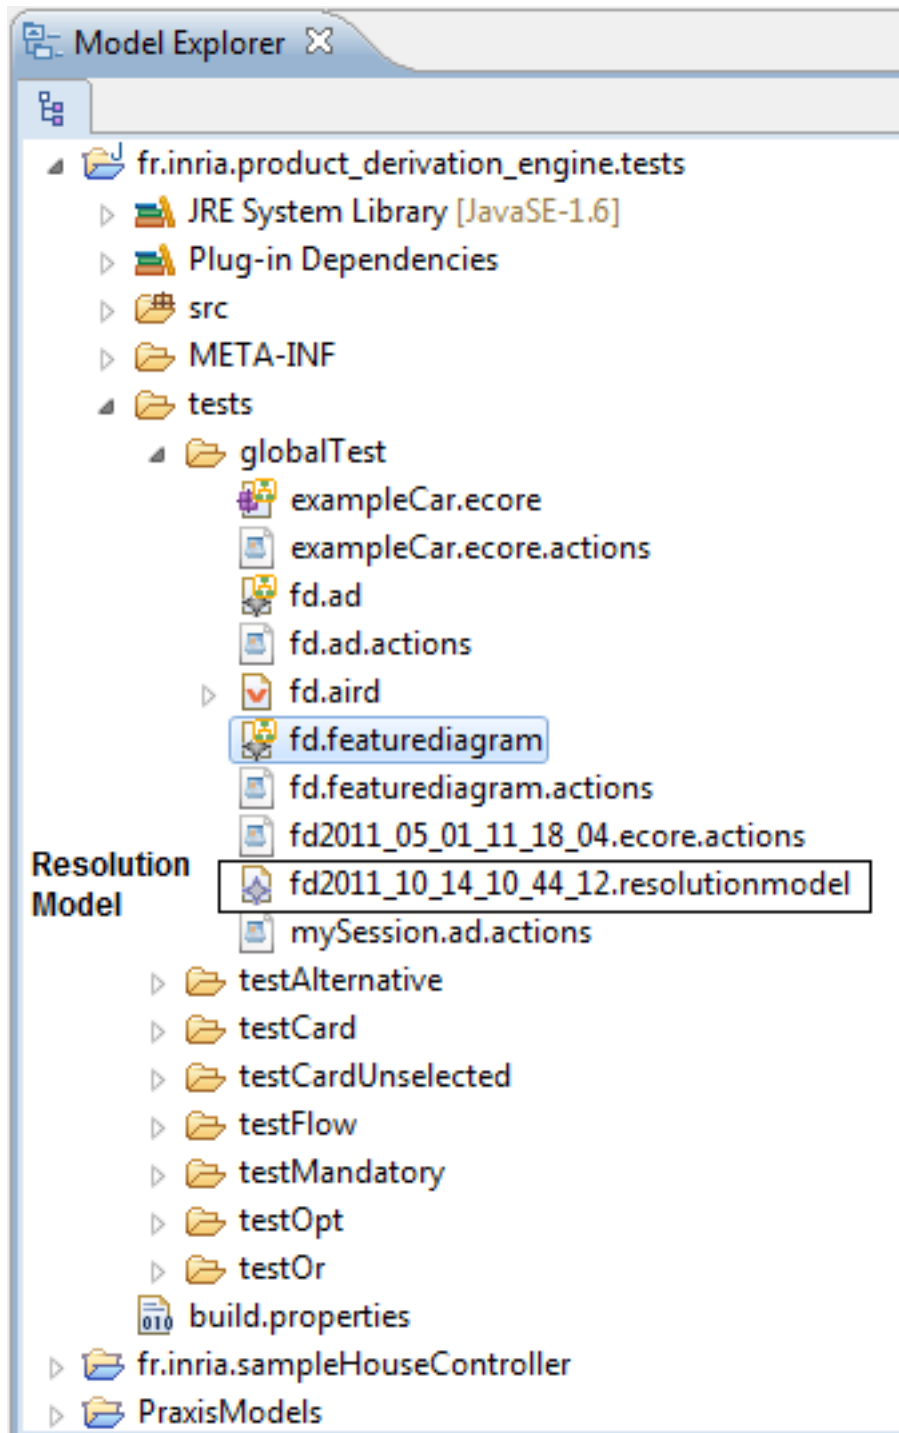 Model Explorer
fr.inria.product_derivation_engine.tests
JRE System Library [JavaSE-1.6]
Plug-in Dependencies
src
META-INF
tests
globalTest
exampleCar.ecore
exampleCar.ecore.actions
fd.ad
fd.ad.actions
fd.aird
fd.featurediagram
fd.featurediagram.actions
fd2011_05_01_11_18_04.ecore.actions
Resolution
Model
fd2011_10_14_10_44_12.resolutionmodel
mySession.ad.actions
testAlternative
testCard
testCardUnselected
testFlow
testMandatory
testOpt
testOr
010 build.properties
fr.inria.sampleHouseController
PraxisModels